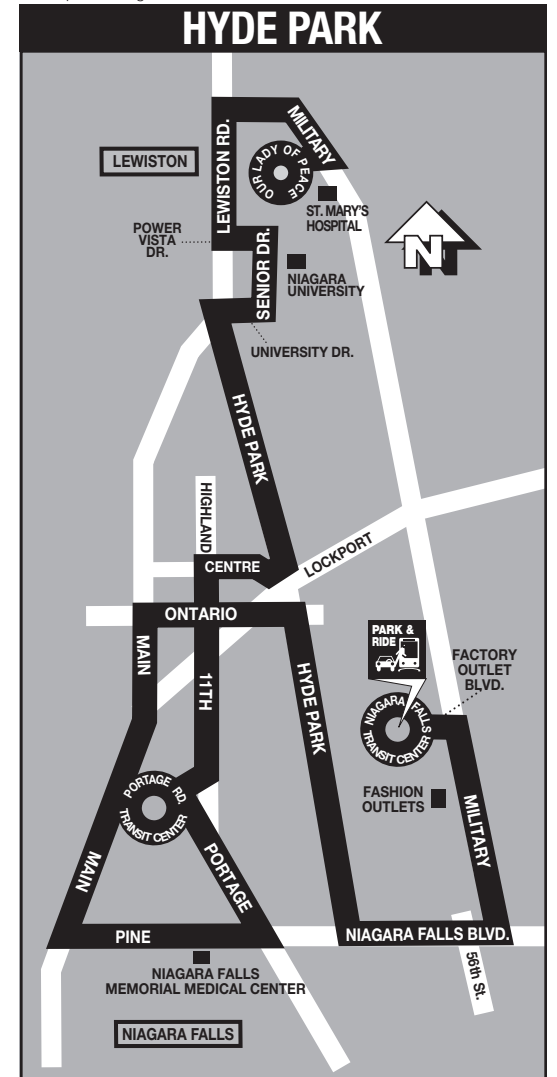 HYDE PARK
MILITARY
LEWISTON RD.
LEWISTON
OUR LADY OF PEACE
ST. MARY'S
HOSPITAL
POWER
VISTA
DR.
SENIOR DR.
N
NIAGARA
UNIVERSITY
UNIVERSITY DR.
HYDE PARK
HIGHLAND
CENTRE
LOCKPORT
ONTARIO
PARK &
RIDE
MAIN
11TH
HYDE PARK
FACTORY
OUTLET
BLVD.
NIAGARA FALLS
TRANSIT CENTER
FASHION
OUTLETS
MILITARY
PORTAGE RD.
TRANSIT CENTER
MAIN
PORTAGE
PINE
NIAGARA FALLS BLVD.
56th St.
NIAGARA FALLS
MEMORIAL MEDICAL CENTER
NIAGARA FALLS